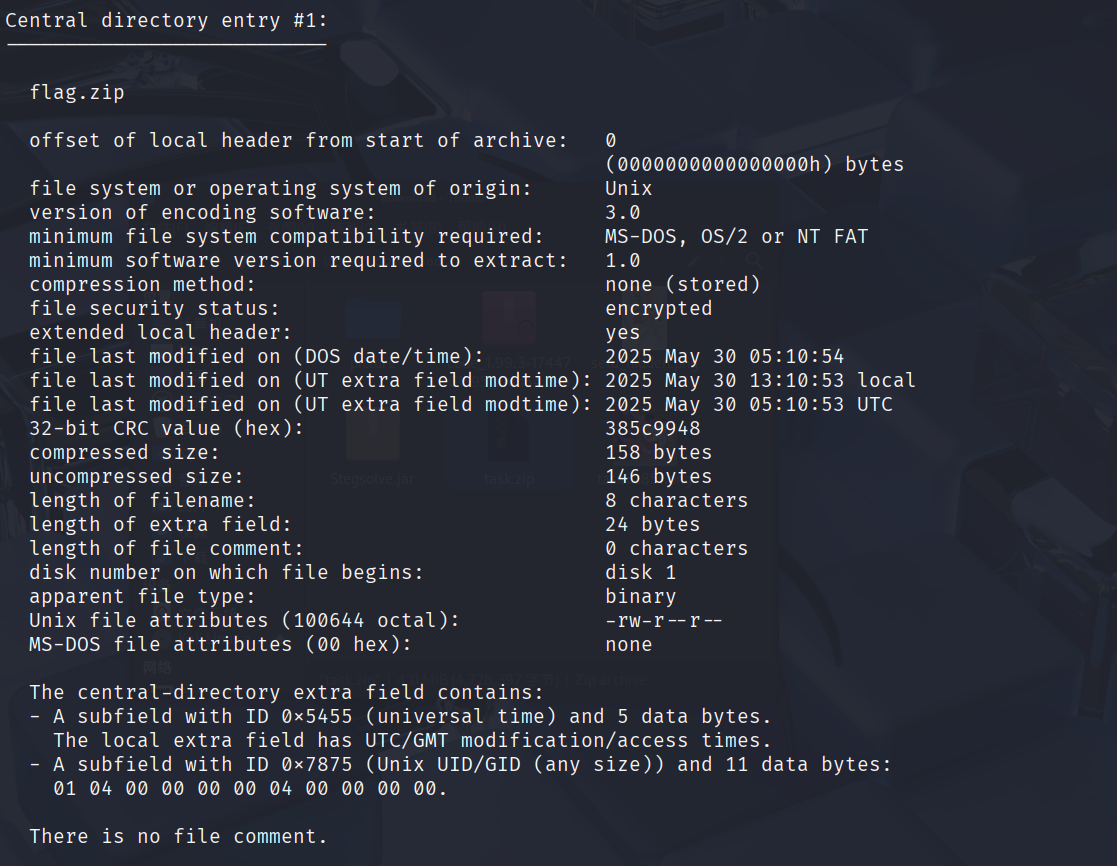 Central directory entry #1:
---------------------------
flag.zip
offset of local header from start of archive:   0
                                                (0000000000000000h) bytes
file system or operating system of origin:      Unix
version of encoding software:                   3.0
minimum file system compatibility required:     MS-DOS, OS/2 or NT FAT
minimum software version required to extract:   1.0
compression method:                             none (stored)
file security status:                           encrypted
extended local header:                          yes
file last modified on (DOS date/time):          2025 May 30 05:10:54
file last modified on (UT extra field modtime): 2025 May 30 13:10:53 local
file last modified on (UT extra field modtime): 2025 May 30 05:10:53 UTC
32-bit CRC value (hex):                         385c9948
compressed size:                                158 bytes
uncompressed size:                              146 bytes
length of filename:                             8 characters
length of extra field:                          24 bytes
length of file comment:                         0 characters
disk number on which file begins:               disk 1
apparent file type:                             binary
Unix file attributes (100644 octal):            -rw-r--r--
MS-DOS file attributes (00 hex):                none
The central-directory extra field contains:
- A subfield with ID 0×5455 (universal time) and 5 data bytes.
The local extra field has UTC/GMT modification/access times.
- A subfield with ID 0×7875 (Unix UID/GID (any size)) and 11 data bytes:
01 04 00 00 00 00 04 00 00 00 00.
There is no file comment.
Stegsolve.jar
task.zip
网络